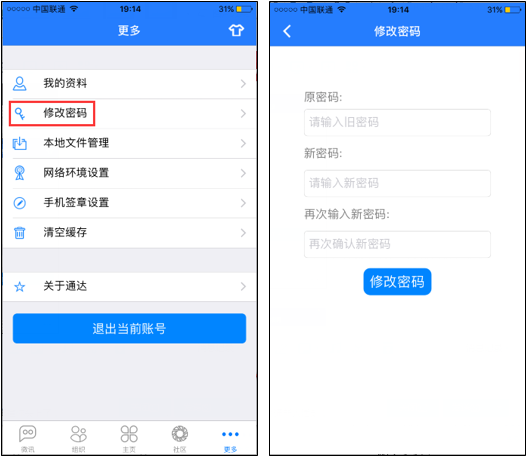 中国联通
19:14
31%
更多
我的资料
修改密码
本地文件管理
网络环境设置
手机签章设置
清空缓存
关于通达
退出当前账号
微讯
组织
主页
社区
更多
中国联通
19:14
31%
修改密码
原密码:
请输入旧密码
新密码:
请输入新密码
再次输入新密码:
再次确认新密码
修改密码